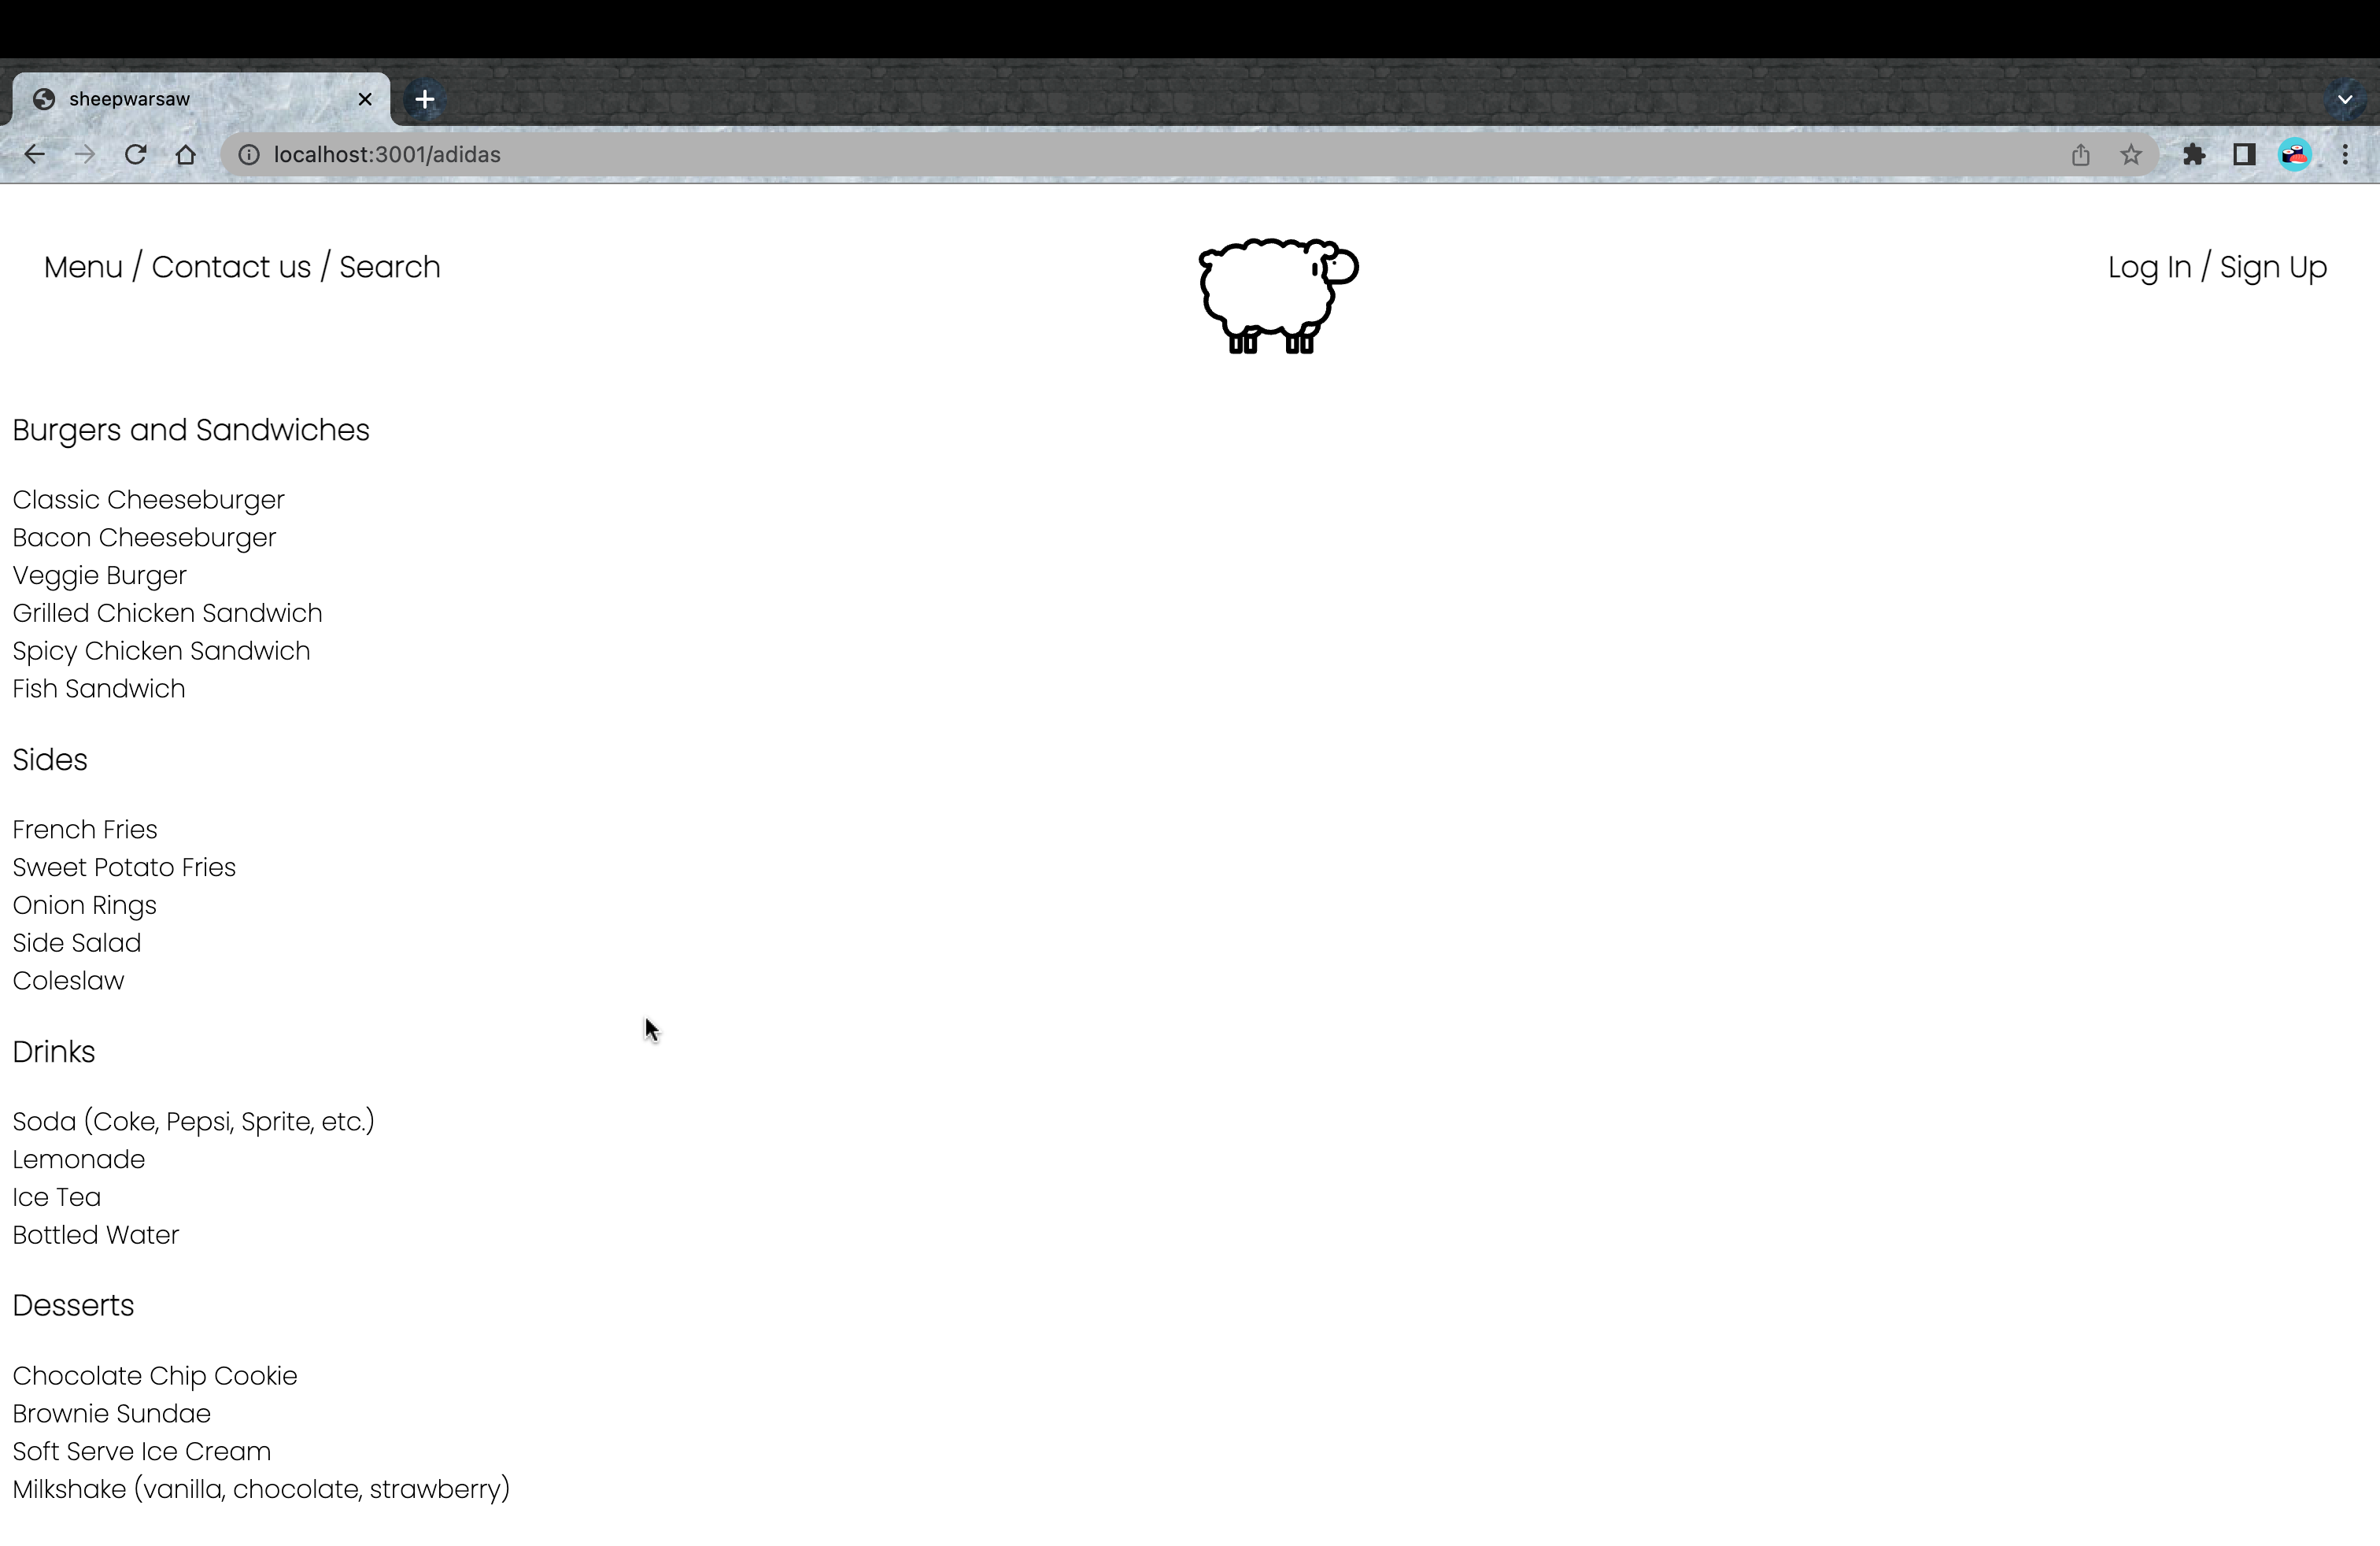 sheepwarsaw
localhost:3001/adidas
Menu / Contact us / Search
Log In / Sign Up
Burgers and Sandwiches
Classic Cheeseburger
Bacon Cheeseburger
Veggie Burger
Grilled Chicken Sandwich
Spicy Chicken Sandwich
Fish Sandwich
Sides
French Fries
Sweet Potato Fries
Onion Rings
Side Salad
Coleslaw
Drinks
Soda (Coke, Pepsi, Sprite, etc.)
Lemonade
Ice Tea
Bottled Water
Desserts
Chocolate Chip Cookie
Brownie Sundae
Soft Serve Ice Cream
Milkshake (vanilla, chocolate, strawberry)